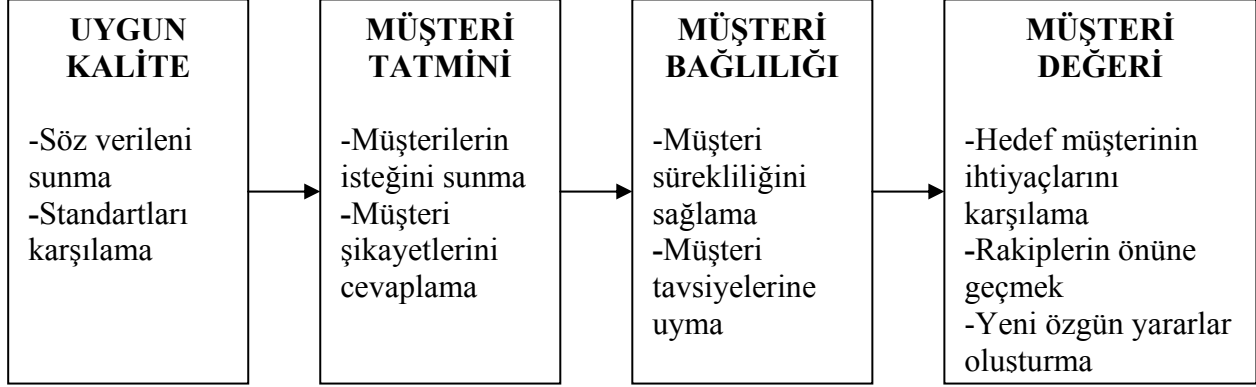 UYGUN
KALİTE
-Söz verileni
sunma
-Standartları
karşılama
MÜŞTERİ
TATMİNİ
-Müşterilerin
isteğini sunma
-Müşteri
şikayetlerini
cevaplama
MÜŞTERİ
BAĞLILIĞI
-Müşteri
sürekliliğini
sağlama
-Müşteri
tavsiyelerine
uyma
MÜŞTERİ
DEĞERİ
-Hedef müşterinin
ihtiyaçlarını
karşılama
-Rakiplerin önüne
geçmek
-Yeni özgün yararlar
olusturma